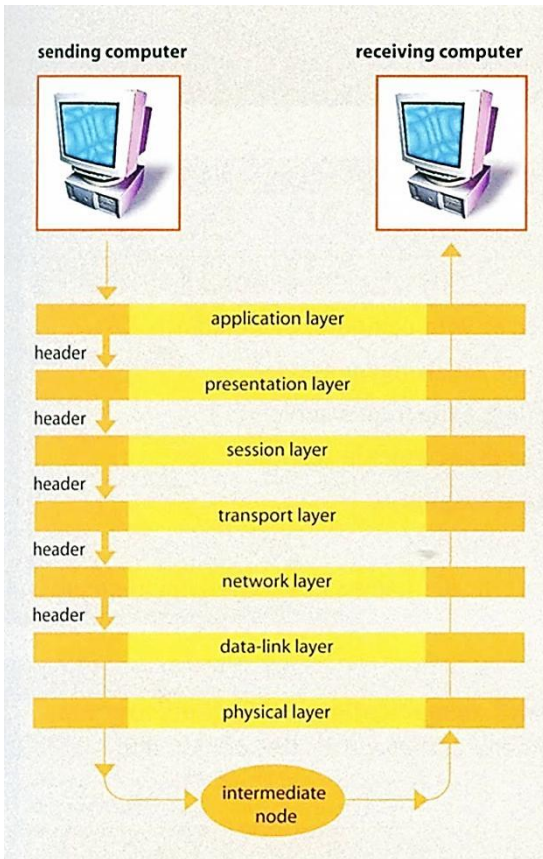 sending computer
receiving computer
application layer
header
presentation layer
header
session layer
header
transport layer
header
network layer
header
data-link layer
physical layer
intermediate
node